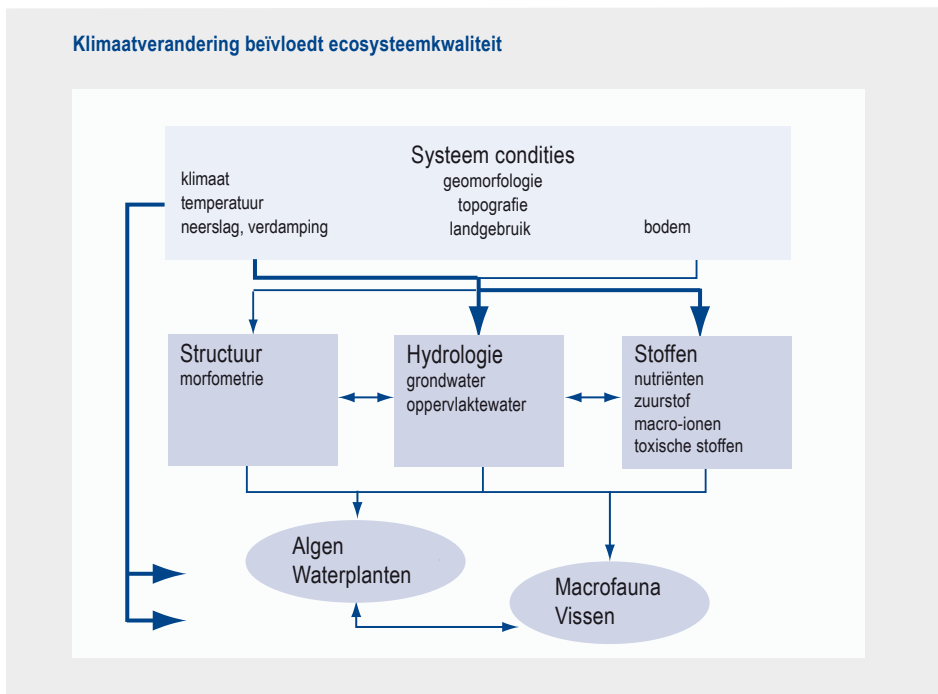 Klimaatverandering beïvloedt ecosysteemkwaliteit
Systeem condities
klimaat
temperatuur
neerslag, verdamping
geomorfologie
topografie
landgebruik
bodem
Structuur
morfometrie
Hydrologie
grondwater
oppervlaktewater
Stoffen
nutriënten
zuurstof
macro-ionen
toxische stoffen
Algen
Waterplanten
Macrofauna
Vissen